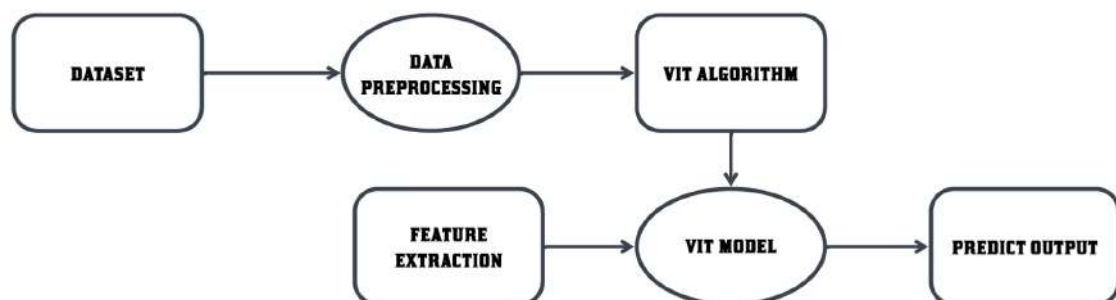 DATASET
DATA
PREPROCESSING
VIT ALGORITHM
FEATURE
EXTRACTION
VIT MODEL
PREDICT OUTPUT